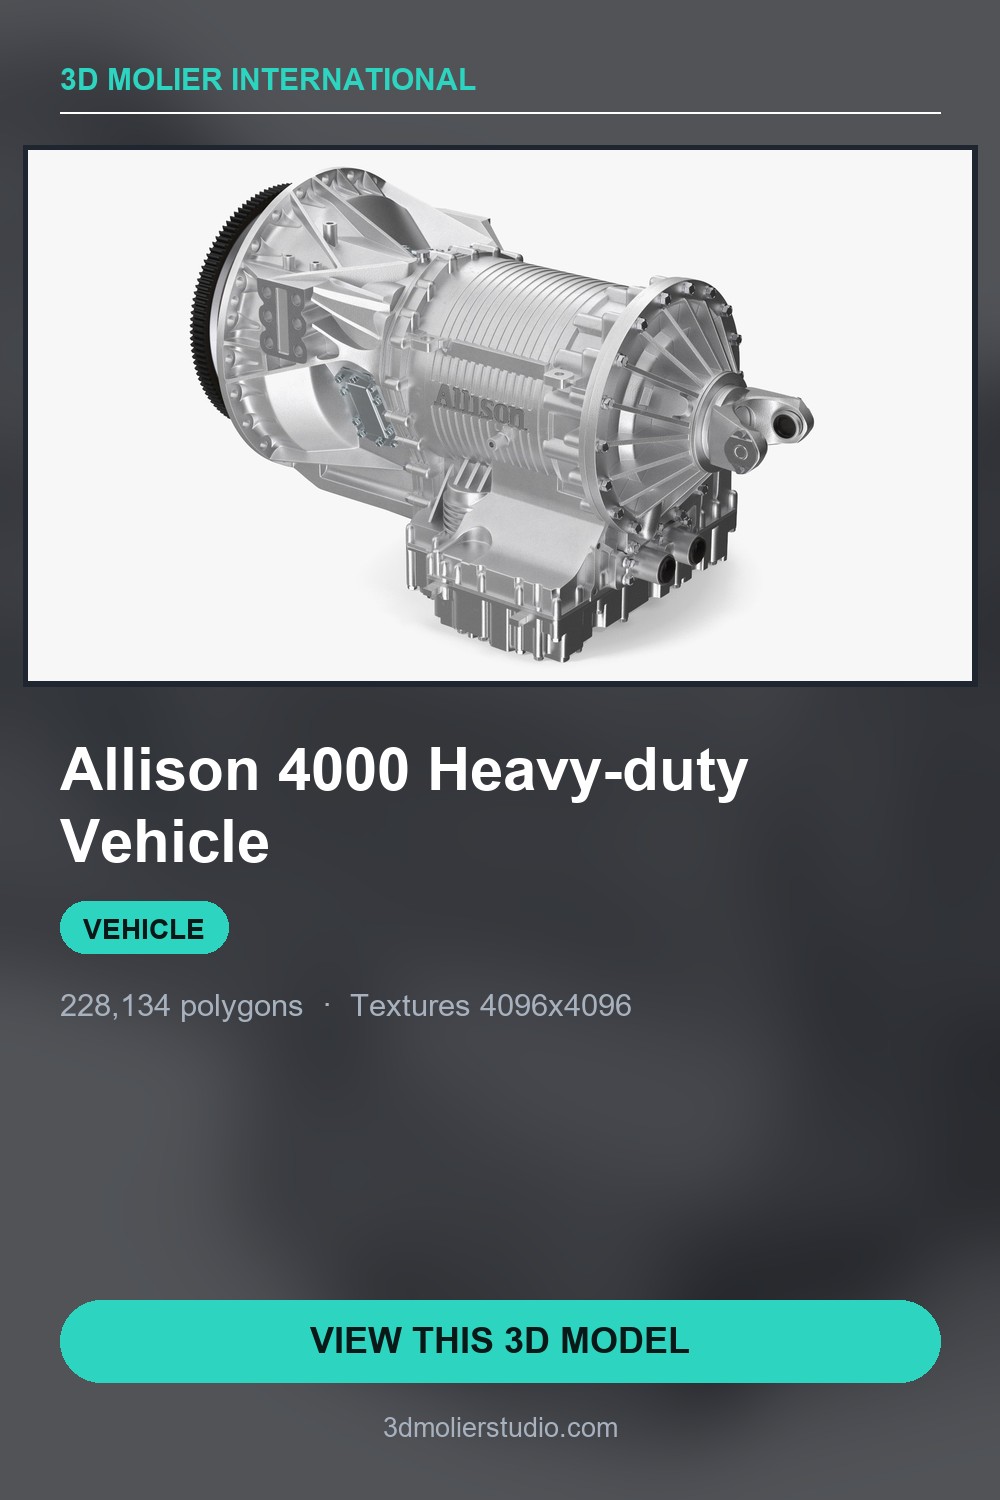 3D MOLIER INTERNATIONAL
Allison
Allison 4000 Heavy-duty
Vehicle
VEHICLE
228,134 polygons · Textures 4096x4096
VIEW THIS 3D MODEL
3dmolierstudio.com